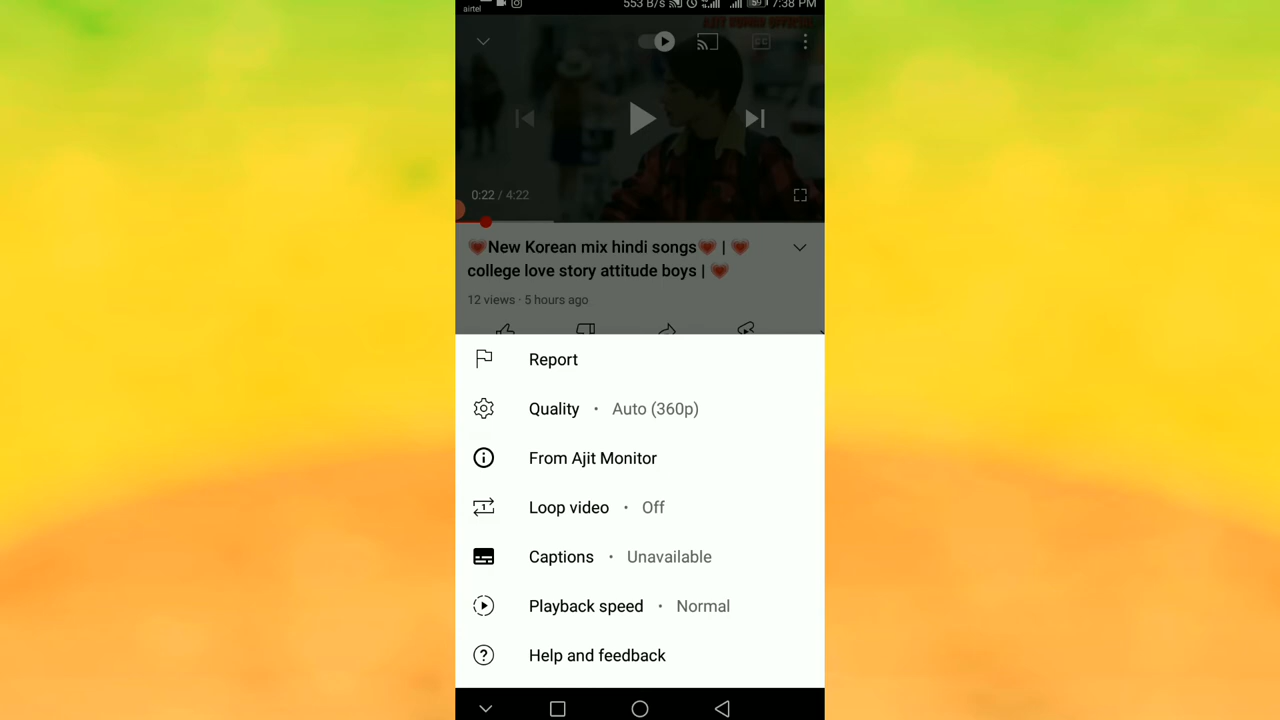 airtel 553 B/s 7:38 PM
CC
0:22 / 4:22
💗New Korean mix hindi songs💗 | 💗
college love story attitude boys | 💗
12 views · 5 hours ago
Report
Quality · Auto (360p)
From Ajit Monitor
Loop video · Off
Captions · Unavailable
Playback speed · Normal
Help and feedback